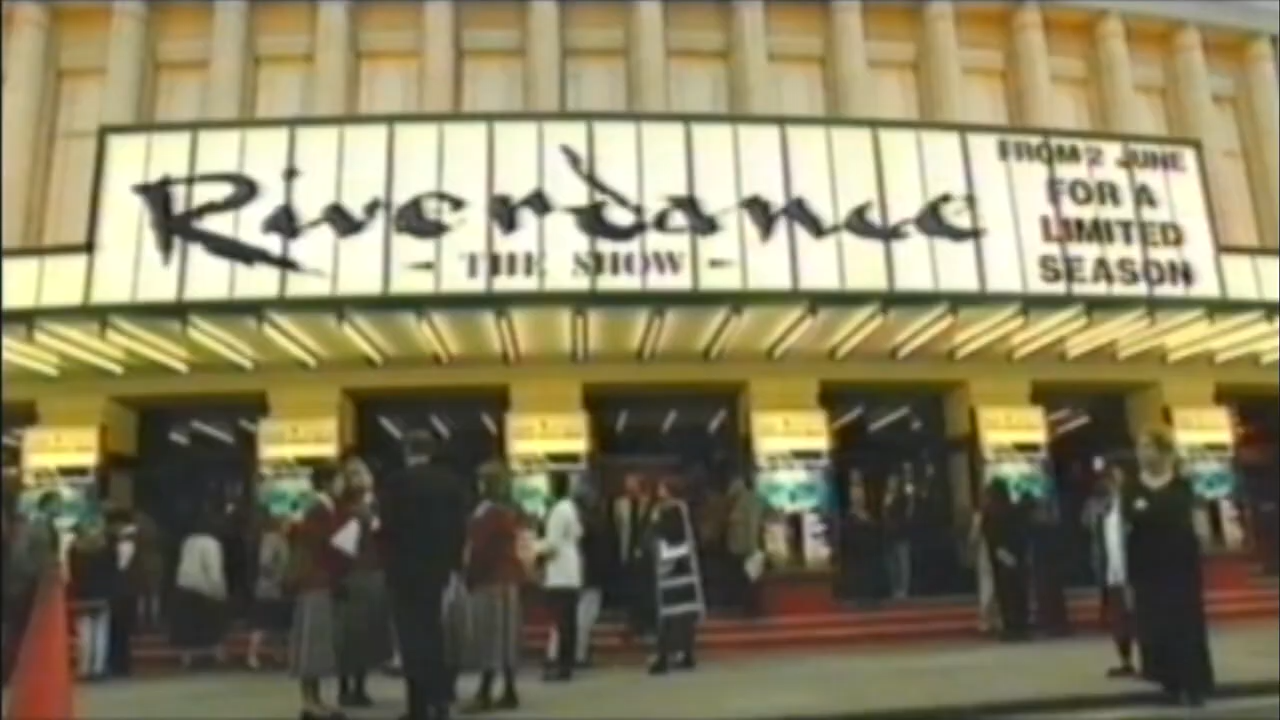 Riverdance
- THE SHOW -
FROM 2 JUNE
FOR A
LIMITED
SEASON